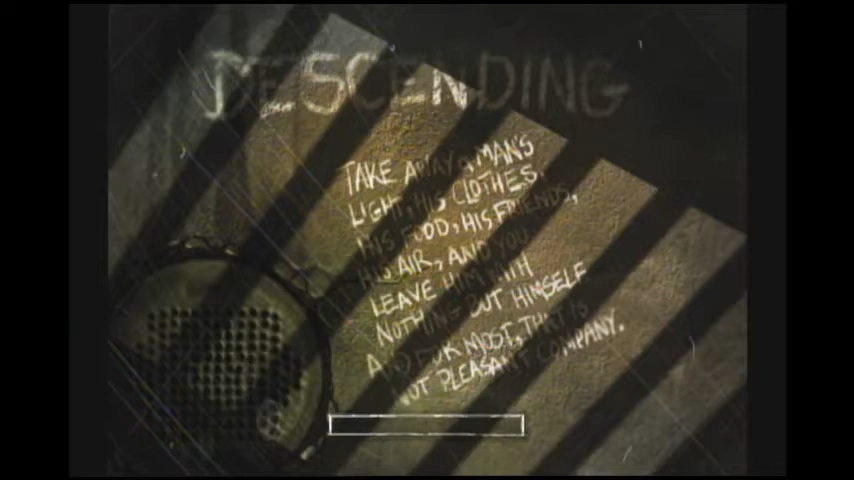 DESCENDING
TAKE AWAY A MAN'S
LIGHT, HIS CLOTHES,
HIS FOOD, HIS FRIENDS,
HIS AIR, AND YOU
LEAVE HIM WITH
NOTHING BUT HIMSELF
AND FOR MOST, THAT IS
NOT PLEASANT COMPANY.